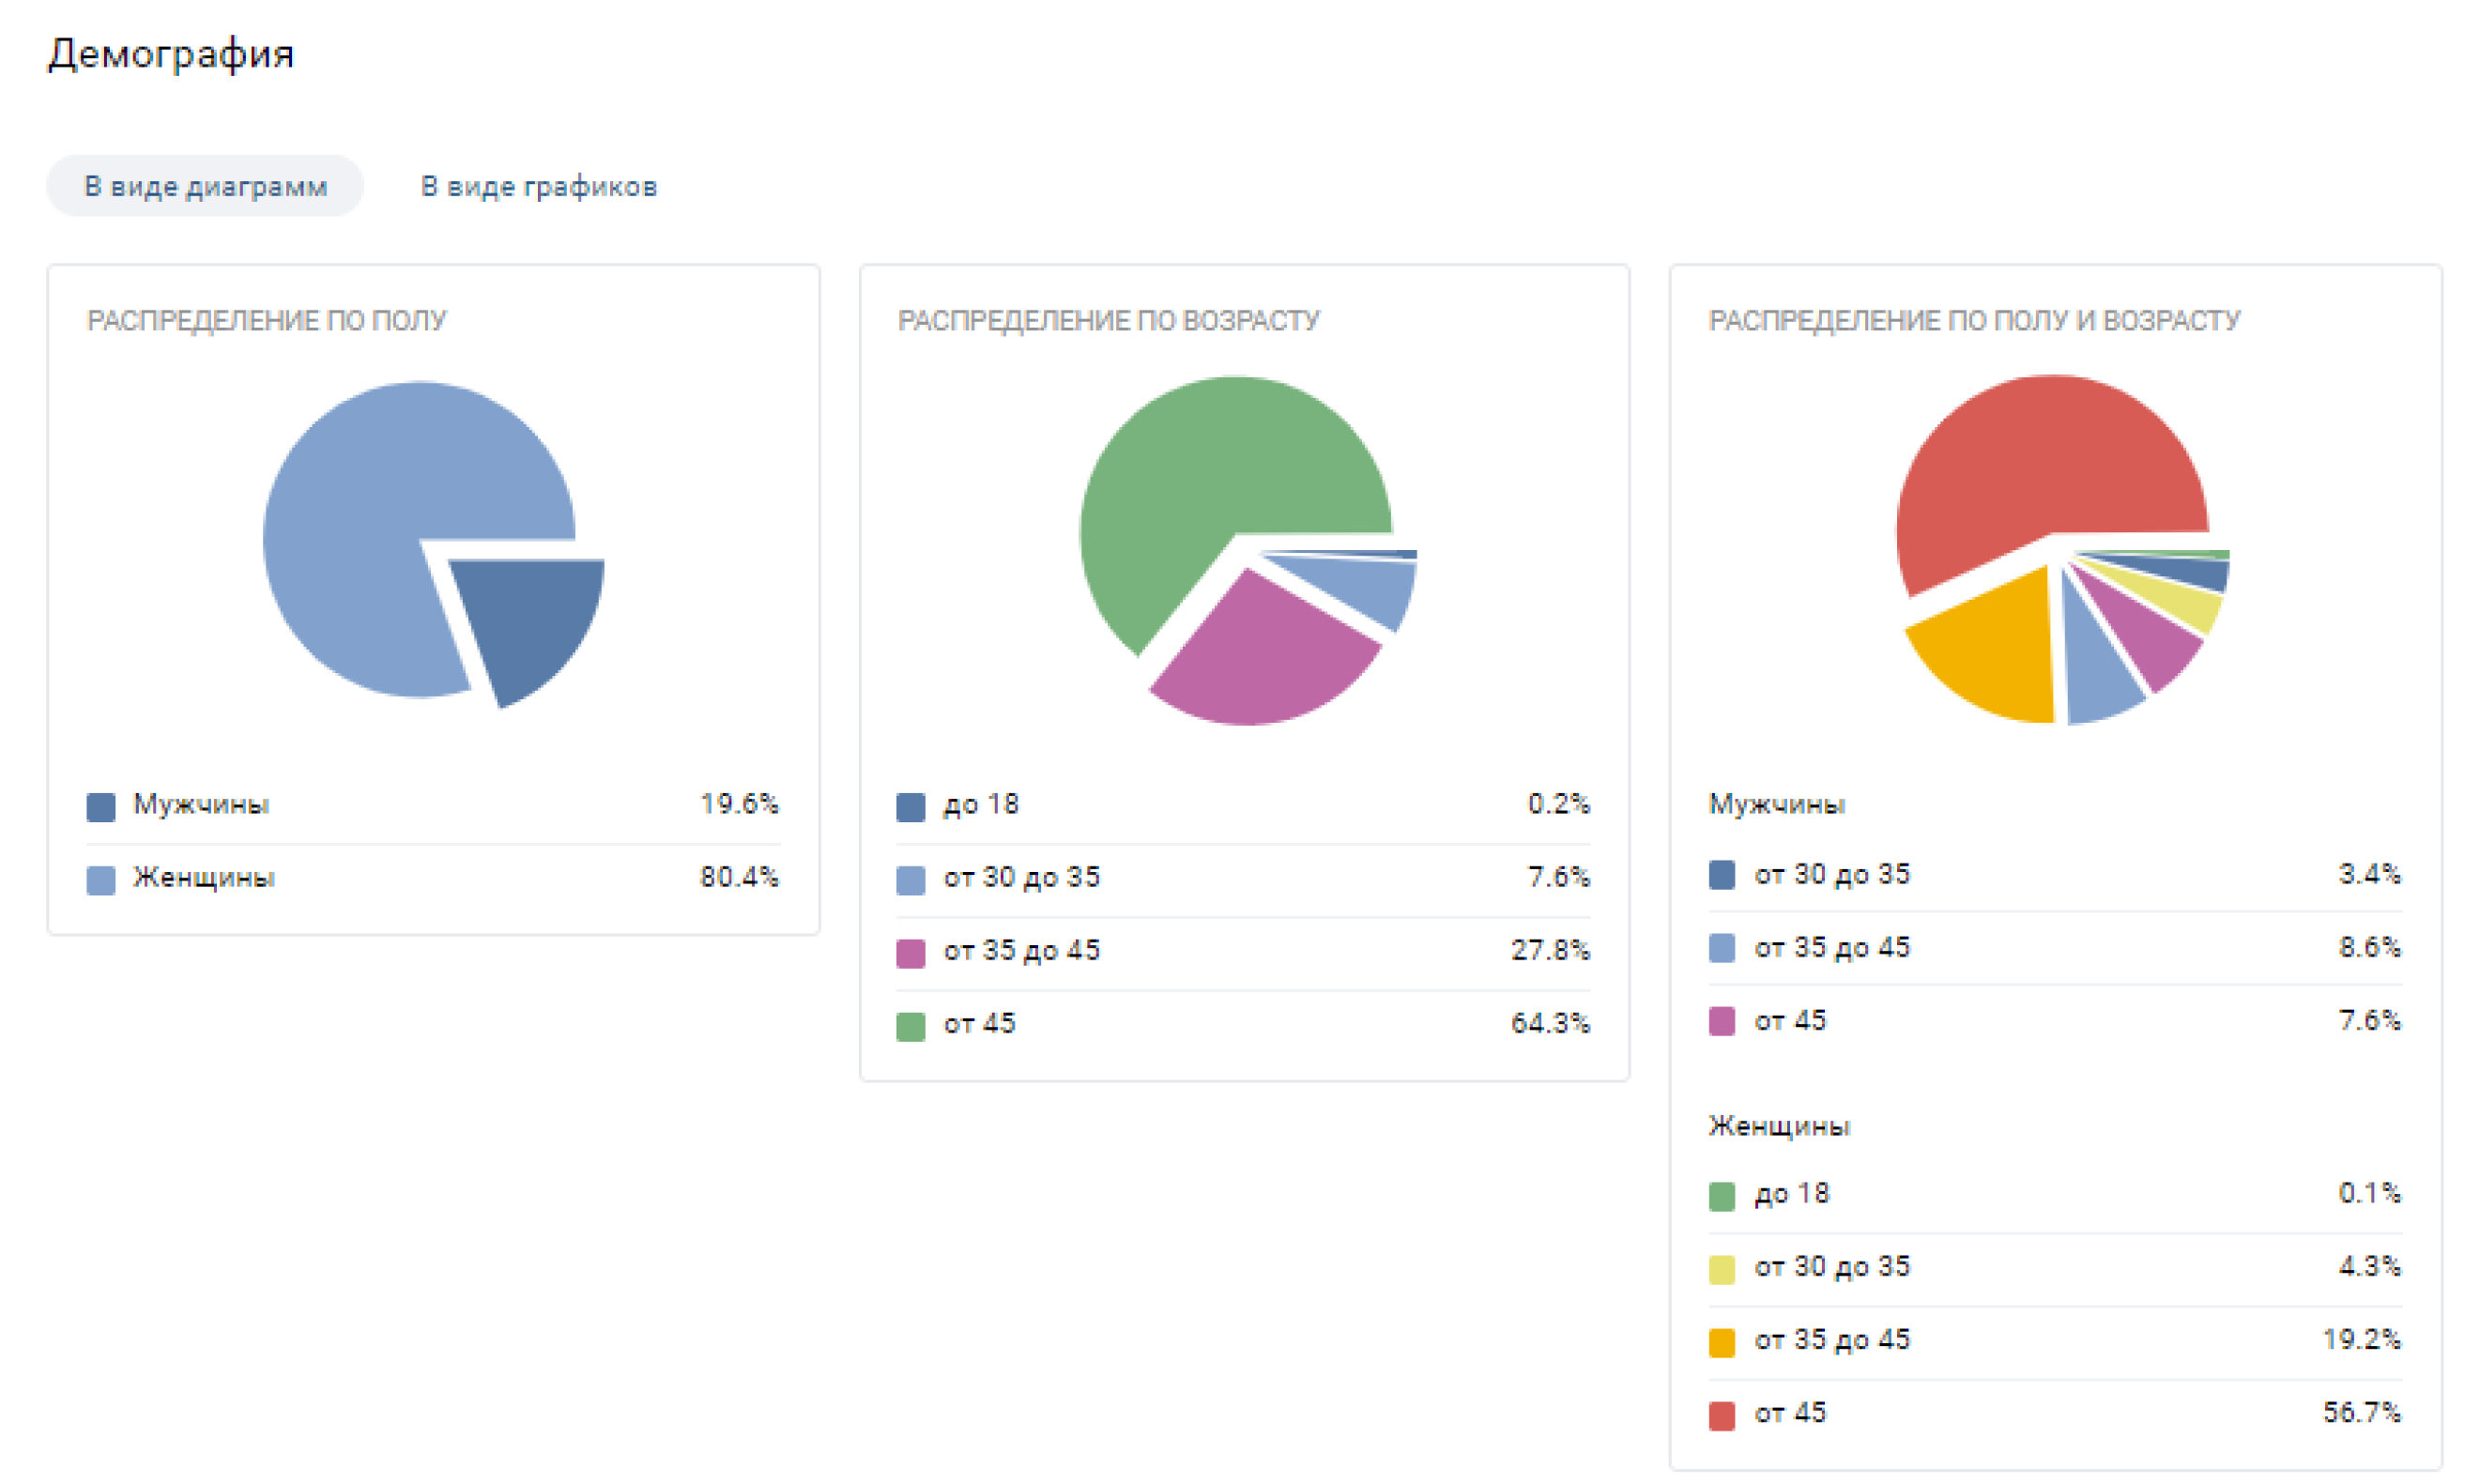 Демография
В виде диаграмм В виде графиков
РАСПРЕДЕЛЕНИЕ ПО ПОЛУ
Мужчины 19.6%
Женщины 80.4%
РАСПРЕДЕЛЕНИЕ ПО ВОЗРАСТУ
до 18 0.2%
от 30 до 35 7.6%
от 35 до 45 27.8%
от 45 64.3%
РАСПРЕДЕЛЕНИЕ ПО ПОЛУ И ВОЗРАСТУ
Мужчины
от 30 до 35 3.4%
от 35 до 45 8.6%
от 45 7.6%
Женщины
до 18 0.1%
от 30 до 35 4.3%
от 35 до 45 19.2%
от 45 56.7%